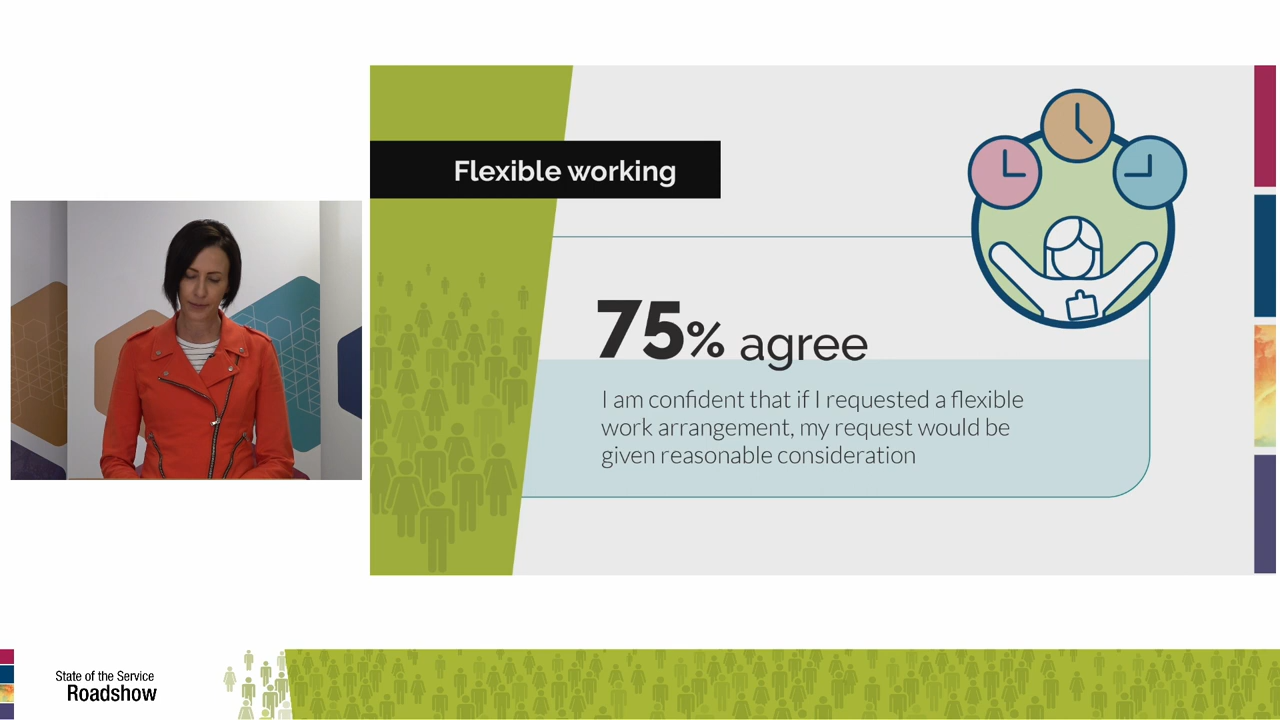 Flexible working
75% agree
I am confident that if I requested a flexible
work arrangement, my request would be
given reasonable consideration
State of the Service
Roadshow